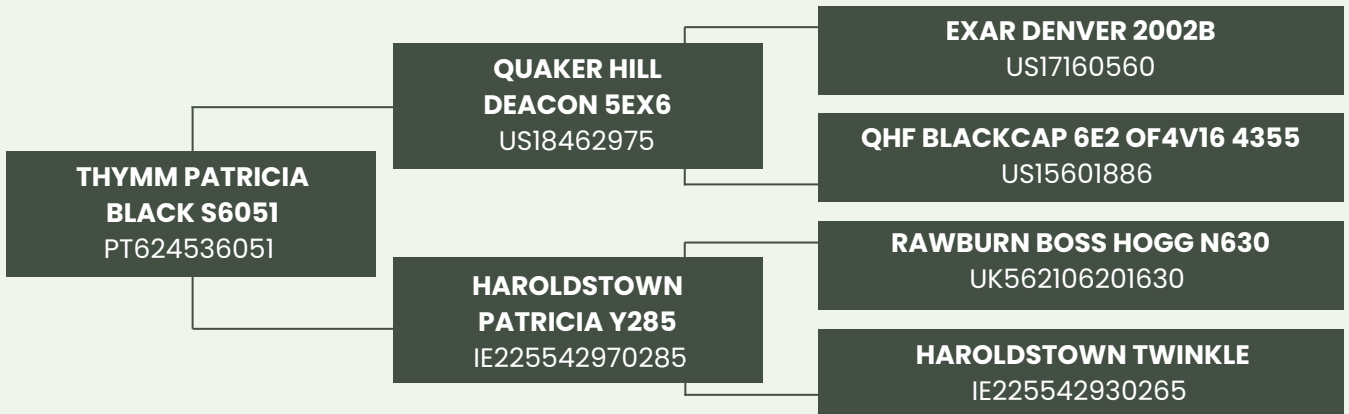 EXAR DENVER 2002B
US17160560
QUAKER HILL
DEACON 5EX6
US18462975
QHF BLACKCAP 6E2 OF4V16 4355
US15601886
THYMM PATRICIA
BLACK S6051
PT624536051
RAWBURN BOSS HOGG N630
UK562106201630
HAROLDSTOWN
PATRICIA Y285
IE225542970285
HAROLDSTOWN TWINKLE
IE225542930265